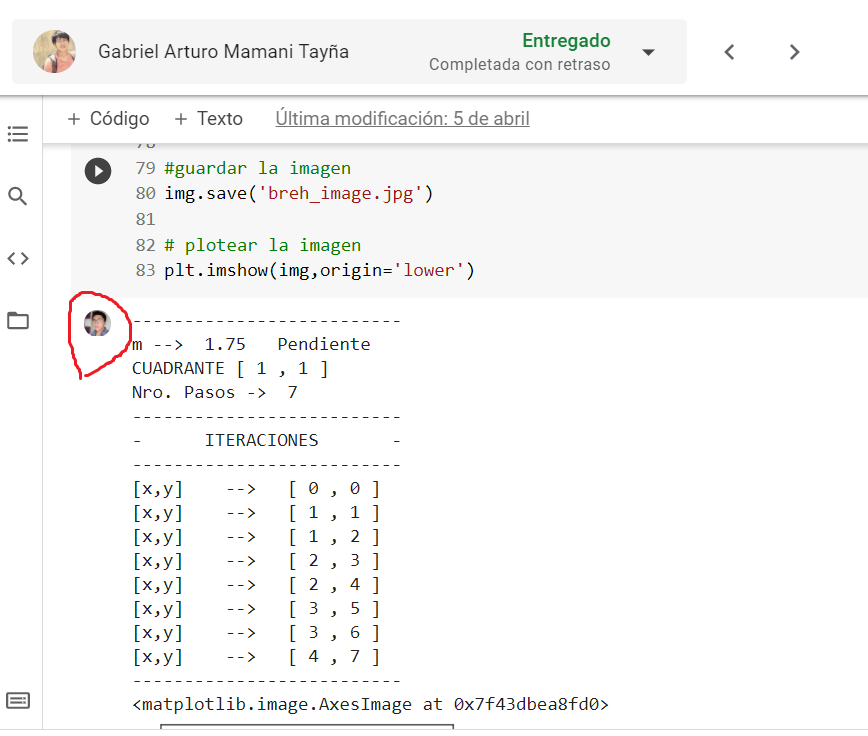 Gabriel Arturo Mamani Tayña
Entregado
Completada con retraso
+ Código + Texto Última modificación: 5 de abril
79 #guardar la imagen
80 img.save('breh_image.jpg')
81
82 # plotear la imagen
83 plt.imshow(img,origin='lower')
--------------------------
m --> 1.75 Pendiente
CUADRANTE [ 1 , 1 ]
Nro. Pasos -> 7
--------------------------
- ITERACIONES -
--------------------------
[x,y] --> [ 0 , 0 ]
[x,y] --> [ 1 , 1 ]
[x,y] --> [ 1 , 2 ]
[x,y] --> [ 2 , 3 ]
[x,y] --> [ 2 , 4 ]
[x,y] --> [ 3 , 5 ]
[x,y] --> [ 3 , 6 ]
[x,y] --> [ 4 , 7 ]
--------------------------
<matplotlib.image.AxesImage at 0x7f43dbea8fd0>